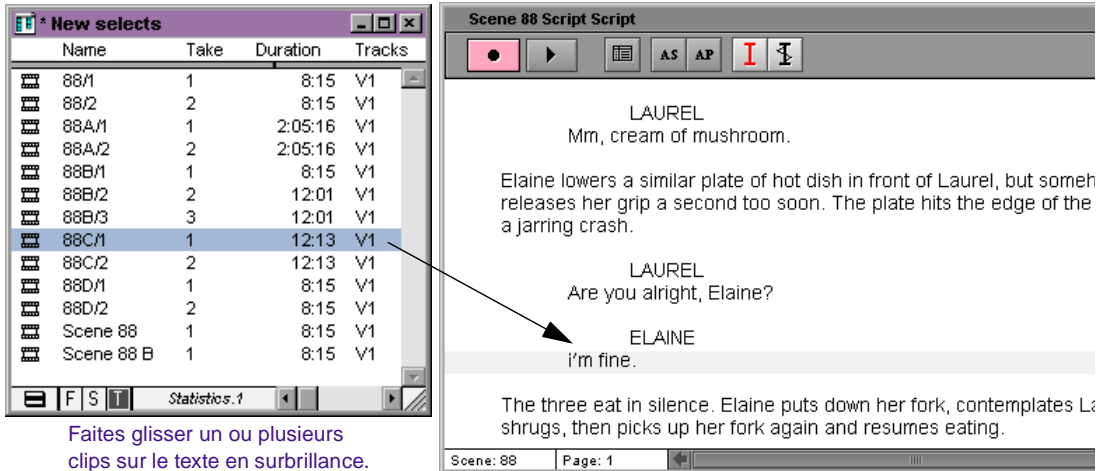 * New selects
Name Take Duration Tracks
88/1 1 8:15 V1
88/2 2 8:15 V1
88A/1 1 2:05:16 V1
88A/2 2 2:05:16 V1
88B/1 1 8:15 V1
88B/2 2 12:01 V1
88B/3 3 12:01 V1
88C/1 1 12:13 V1
88C/2 2 12:13 V1
88D/1 1 8:15 V1
88D/2 2 8:15 V1
Scene 88 1 8:15 V1
Scene 88 B 1 8:15 V1
F S T Statistics.1
Faites glisser un ou plusieurs
clips sur le texte en surbrillance.
Scene 88 Script Script
AS AP
LAUREL
Mm, cream of mushroom.
Elaine lowers a similar plate of hot dish in front of Laurel, but someh
releases her grip a second too soon. The plate hits the edge of the
a jarring crash.
LAUREL
Are you alright, Elaine?
ELAINE
i'm fine.
The three eat in silence. Elaine puts down her fork, contemplates La
shrugs, then picks up her fork again and resumes eating.
Scene: 88 Page: 1